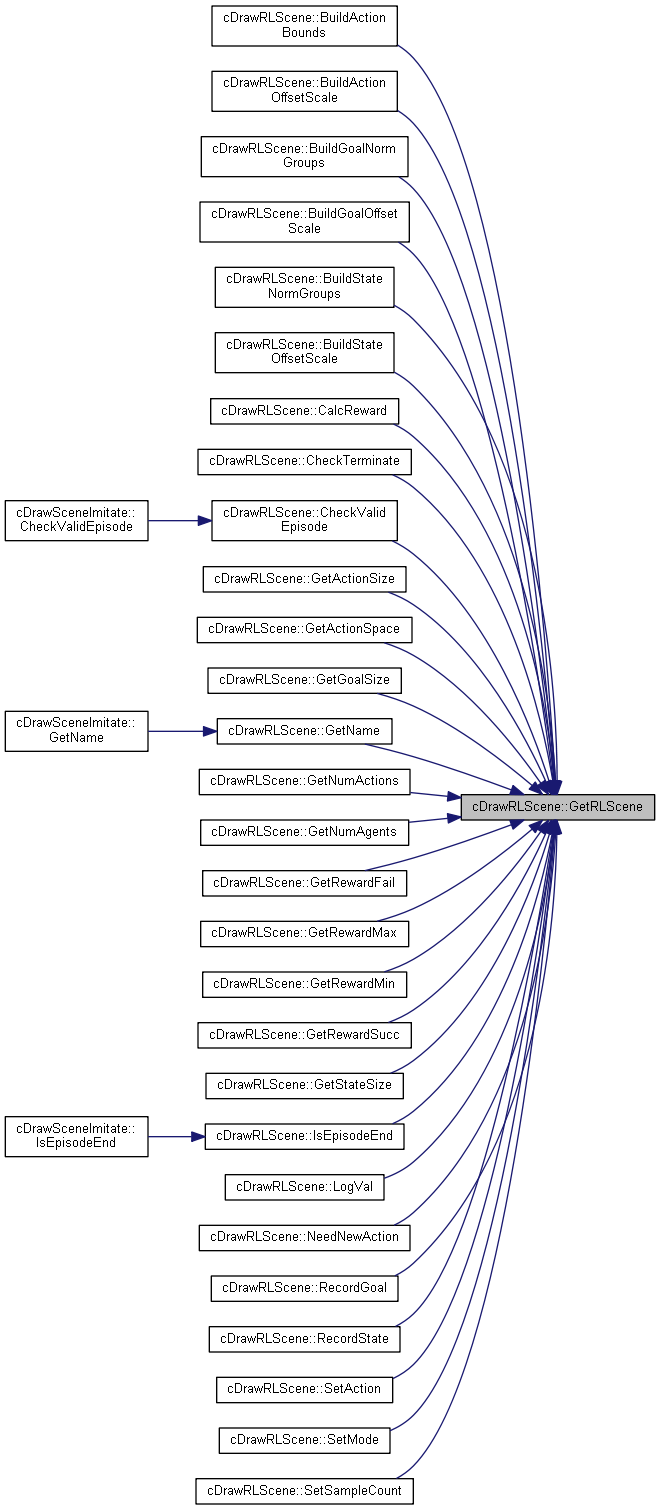 cDrawRLScene::BuildAction
Bounds
cDrawRLScene::BuildAction
OffsetScale
cDrawRLScene::BuildGoalNorm
Groups
cDrawRLScene::BuildGoalOffset
Scale
cDrawRLScene::BuildState
NormGroups
cDrawRLScene::BuildState
OffsetScale
cDrawRLScene::CalcReward
cDrawRLScene::CheckTerminate
cDrawSceneImitate::
CheckValidEpisode
cDrawRLScene::CheckValid
Episode
cDrawRLScene::GetActionSize
cDrawRLScene::GetActionSpace
cDrawRLScene::GetGoalSize
cDrawSceneImitate::
GetName
cDrawRLScene::GetName
cDrawRLScene::GetNumActions
cDrawRLScene::GetRLScene
cDrawRLScene::GetNumAgents
cDrawRLScene::GetRewardFail
cDrawRLScene::GetRewardMax
cDrawRLScene::GetRewardMin
cDrawRLScene::GetRewardSucc
cDrawRLScene::GetStateSize
cDrawSceneImitate::
IsEpisodeEnd
cDrawRLScene::IsEpisodeEnd
cDrawRLScene::LogVal
cDrawRLScene::NeedNewAction
cDrawRLScene::RecordGoal
cDrawRLScene::RecordState
cDrawRLScene::SetAction
cDrawRLScene::SetMode
cDrawRLScene::SetSampleCount